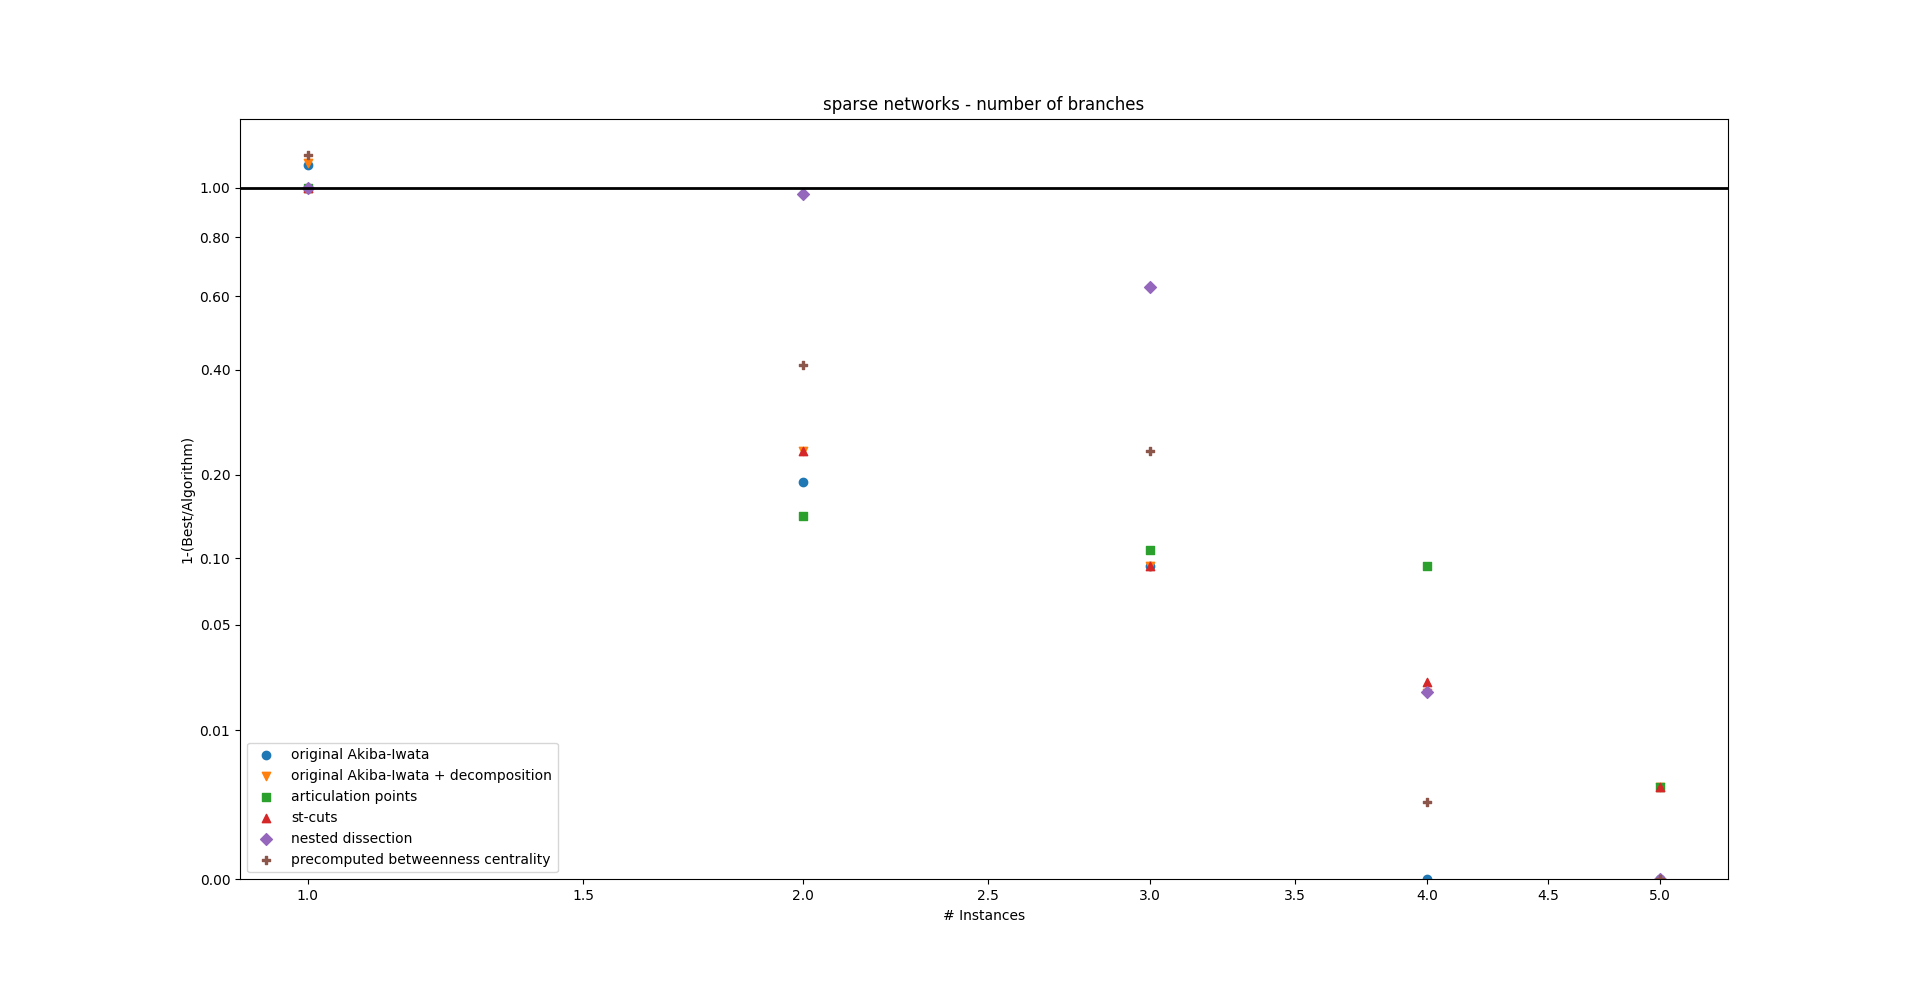 sparse networks - number of branches
1.00
0.80
0.60
0.40
0.20
0.10
0.05
0.01
0.00
1-(Best/Algorithm)
original Akiba-Iwata
original Akiba-Iwata + decomposition
articulation points
st-cuts
nested dissection
precomputed betweenness centrality
1.0 1.5 2.0 2.5 3.0 3.5 4.0 4.5 5.0
# Instances